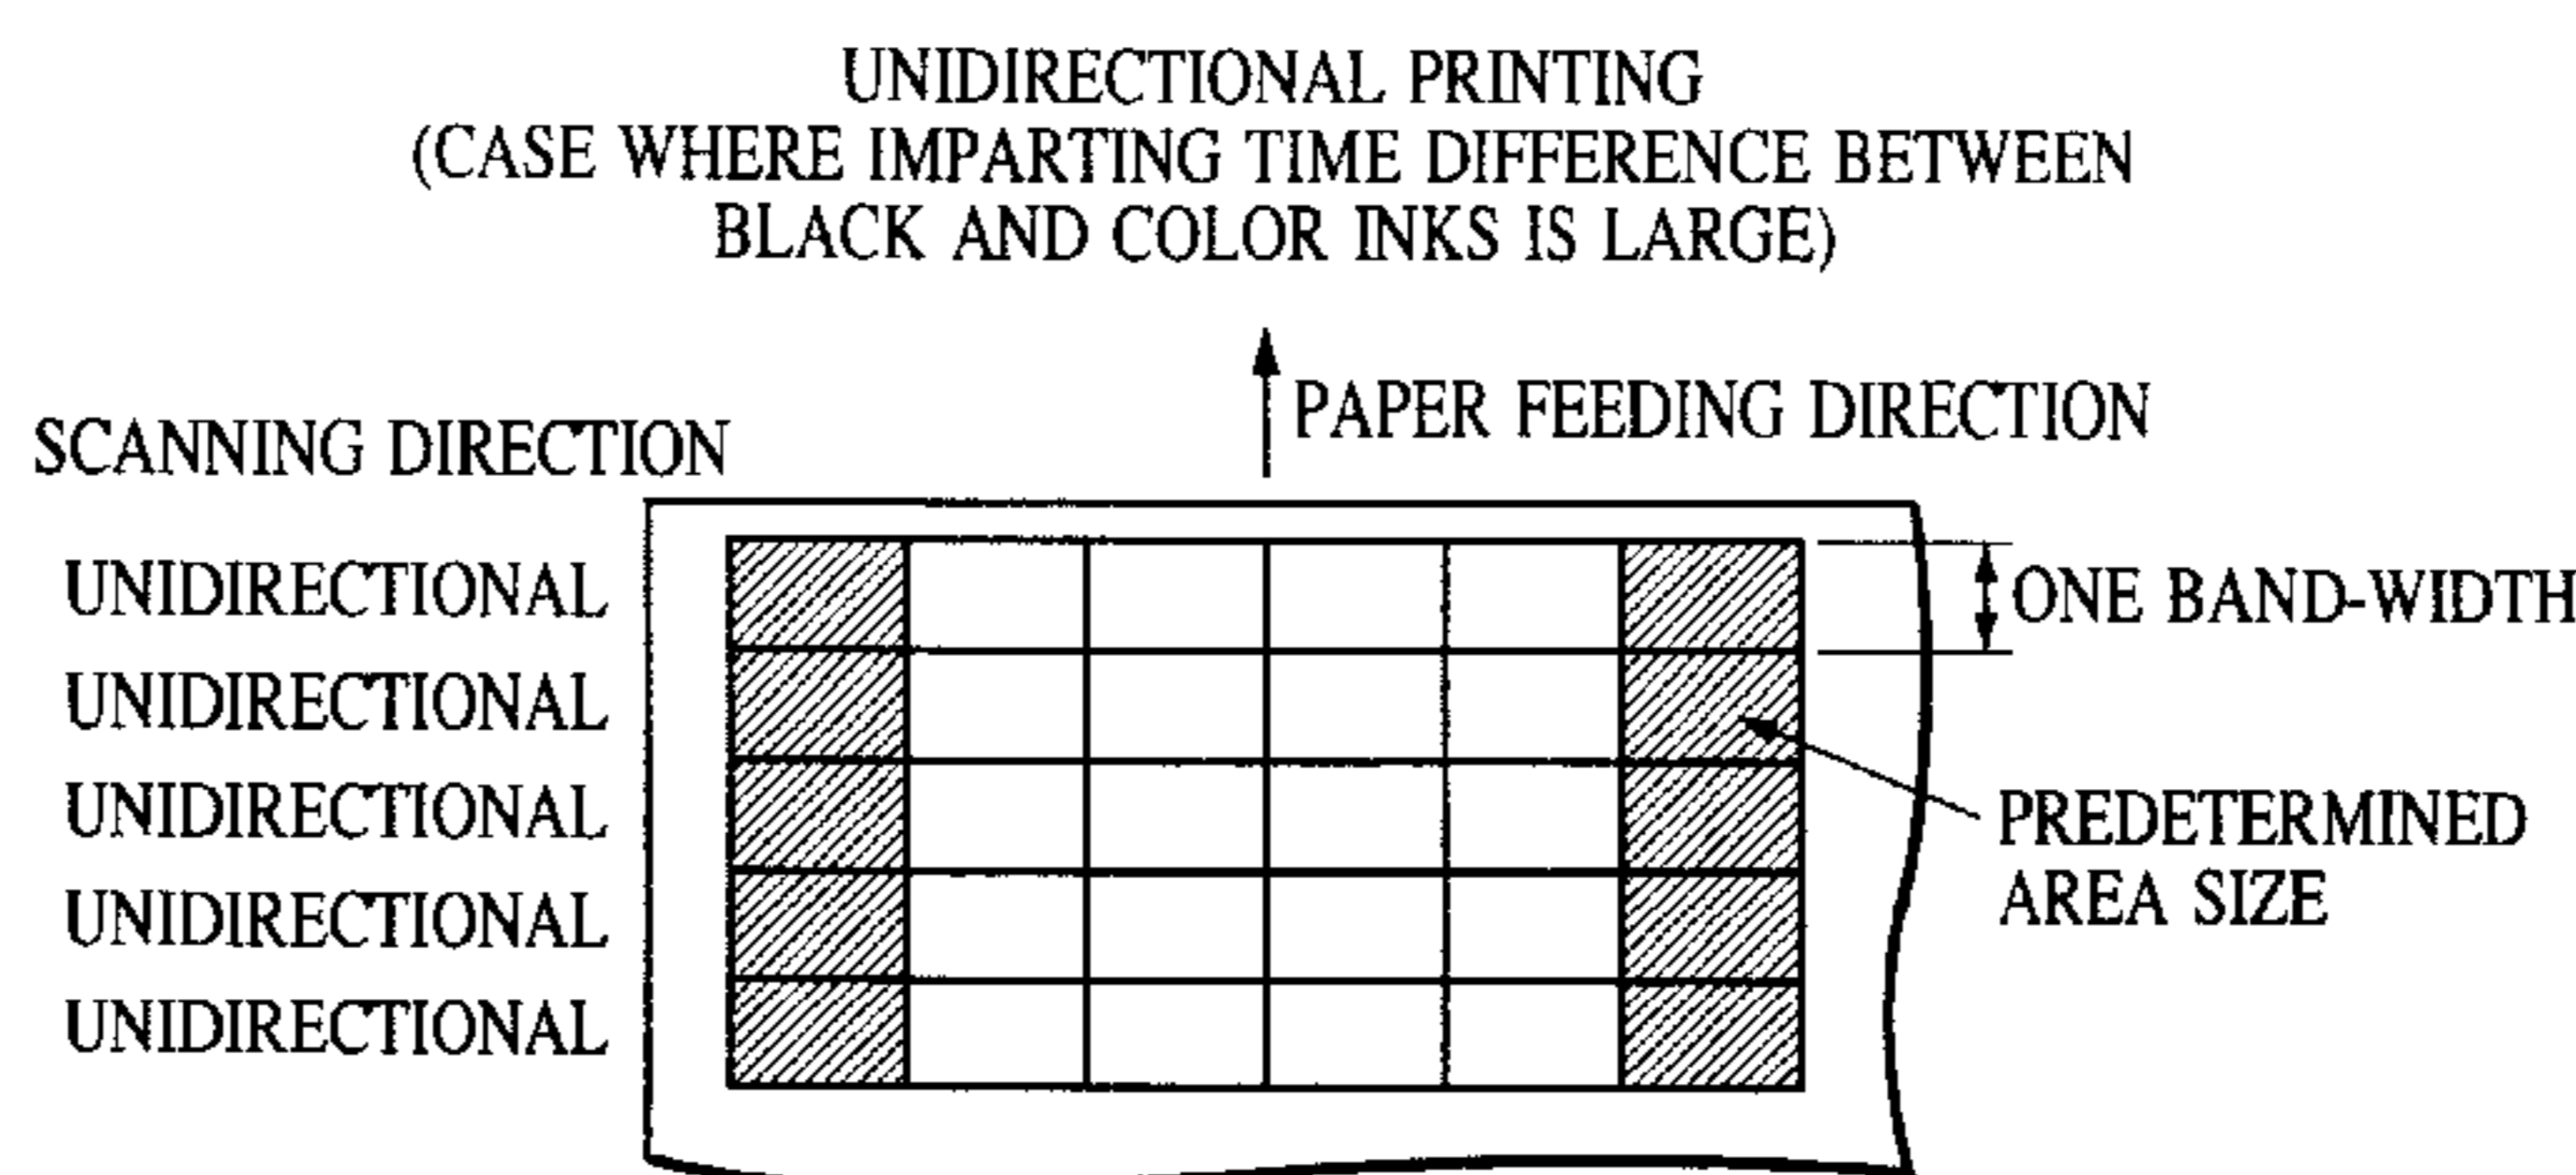 UNIDIRECTIONAL PRINTING
(CASE WHERE IMPARTING TIME DIFFERENCE BETWEEN
BLACK AND COLOR INKS IS LARGE)
PAPER FEEDING DIRECTION
SCANNING DIRECTION
UNIDIRECTIONAL
ONE BAND-WIDTH
UNIDIRECTIONAL
UNIDIRECTIONAL
PREDETERMINED
AREA SIZE
UNIDIRECTIONAL
UNIDIRECTIONAL